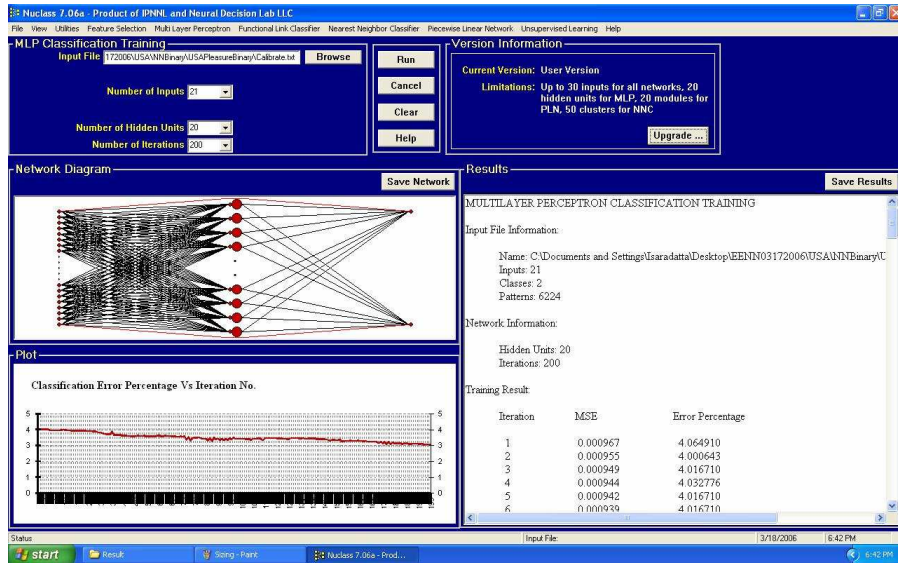 Nuclass 7.06a - Product of IPNNL and Neural Decision Lab LLC
File View Utilities Feature Selection Multi Layer Perceptron Functional Link Classifier Nearest Neighbor Classifier Piecewise Linear Network Unsupervised Learning Help
MLP Classification Training
Input File 172006\USA\NNBinary\USAPleasureBinary\Calibrate.txt Browse
Number of Inputs 21
Number of Hidden Units 20
Number of Iterations 200
Run
Cancel
Clear
Help
Version Information
Current Version: User Version
Limitations: Up to 30 inputs for all networks, 20
hidden units for MLP, 20 modules for
PLN, 50 clusters for NNC
Upgrade ...
Network Diagram
Save Network
Plot
Classification Error Percentage Vs Iteration No.
5 5
4 4
3 3
2 2
1 1
0 0
Results
Save Results
MULTILAYER PERCEPTRON CLASSIFICATION TRAINING
Input File Information:
Name: C:\Documents and Settings\Isaradatta\Desktop\EENN03172006\USA\NNBinary\U
Inputs: 21
Classes: 2
Patterns: 6224
Network Information:
Hidden Units: 20
Iterations: 200
Training Result:
Iteration MSE Error Percentage
1 0.000967 4.064910
2 0.000955 4.000643
3 0.000949 4.016710
4 0.000944 4.032776
5 0.000942 4.016710
6 0.000939 4.016710
Status Input File: 3/18/2006 6:42 PM
start Result Sizing - Paint Nuclass 7.06a - Prod... 6:42 PM